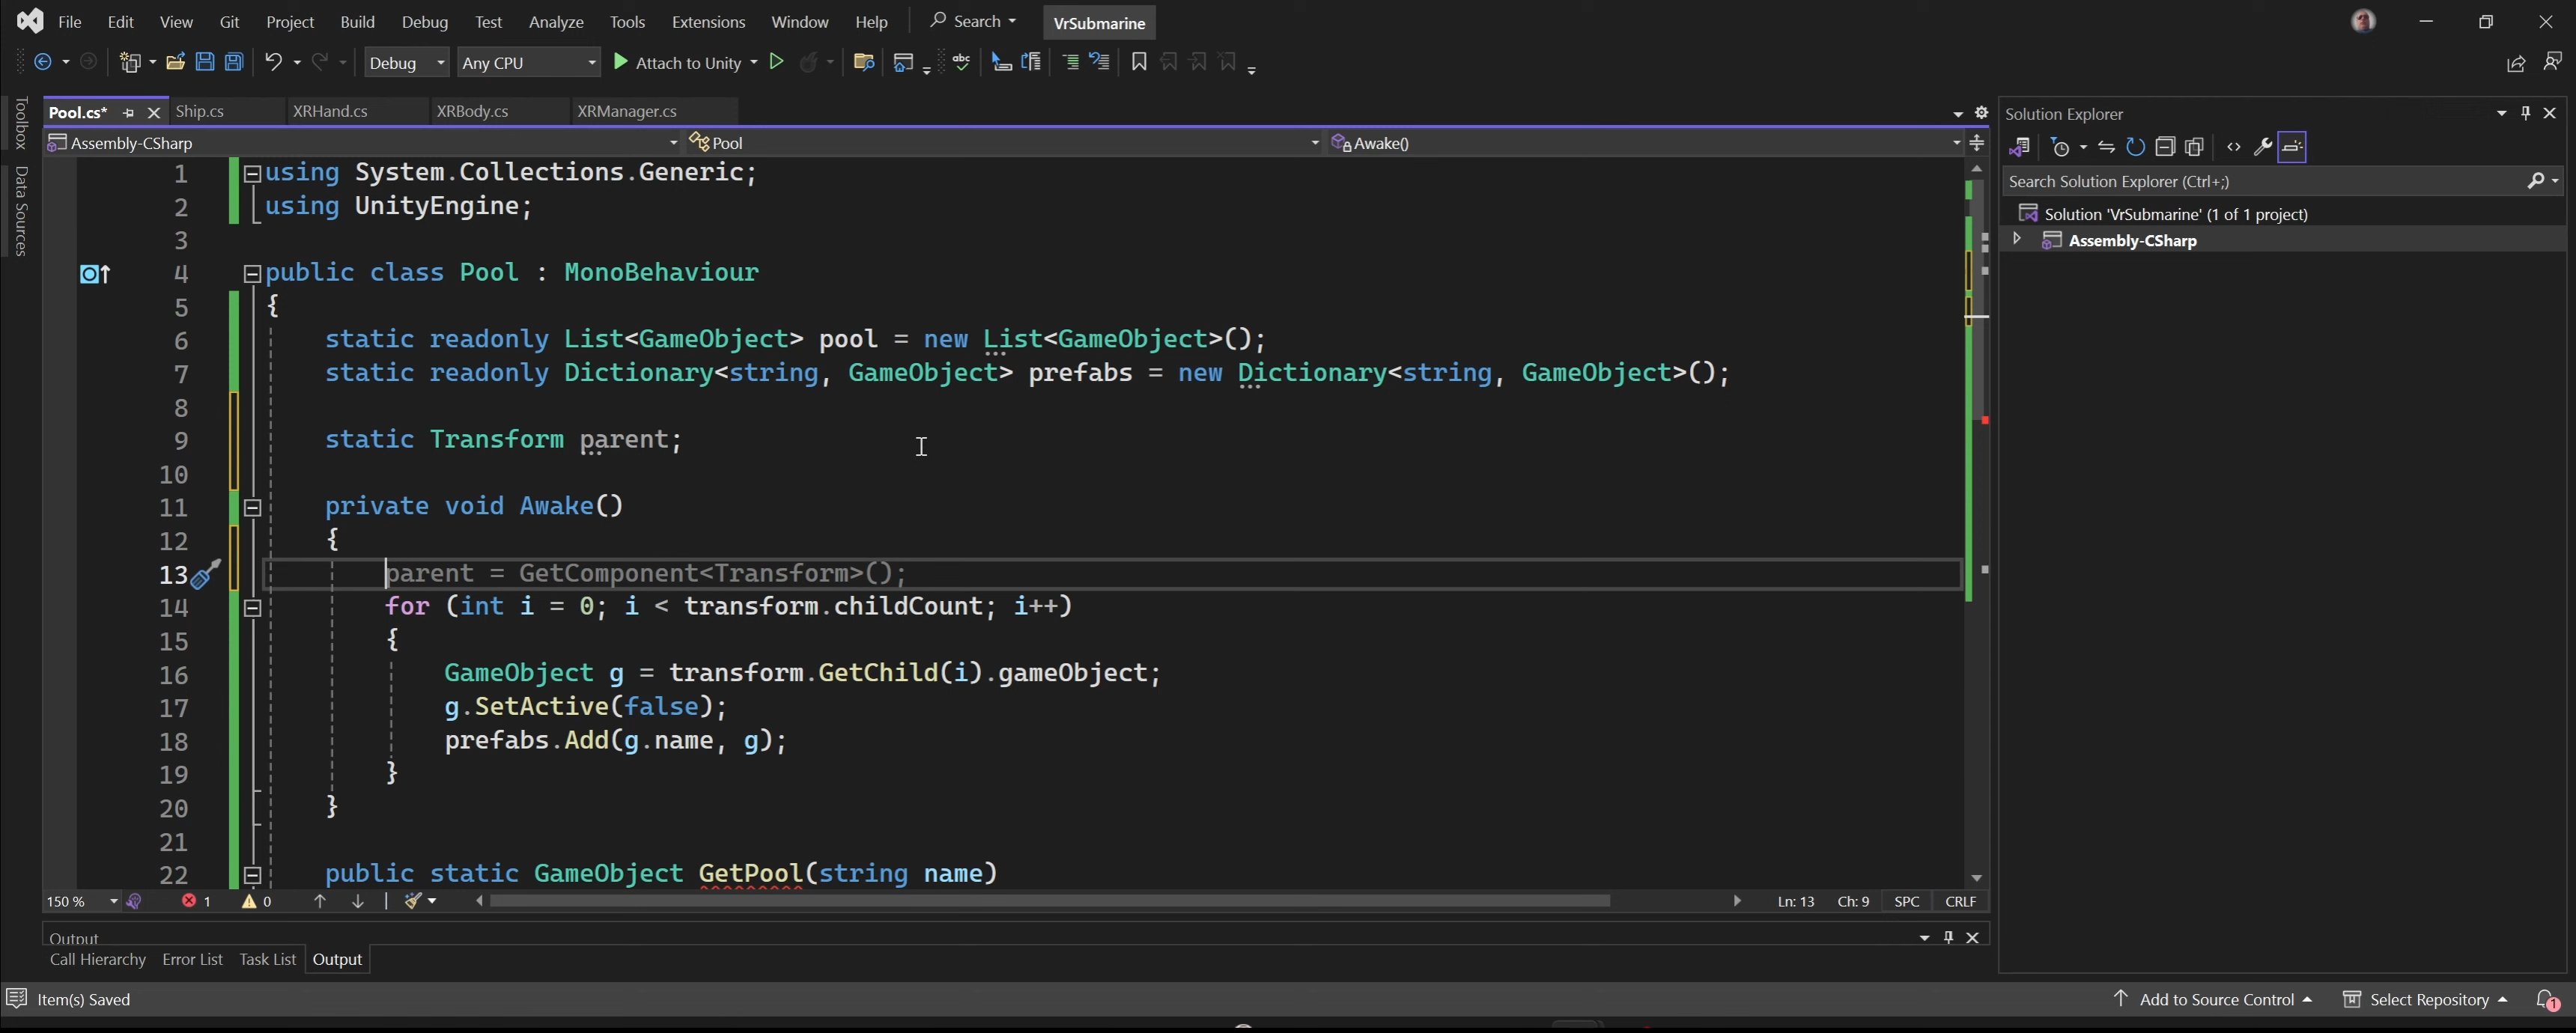 File Edit View Git Project Build Debug Test Analyze Tools Extensions Window Help Search VrSubmarine
Debug Any CPU Attach to Unity
Toolbox
Data Sources
Pool.cs* Ship.cs XRHand.cs XRBody.cs XRManager.cs
Assembly-CSharp Pool Awake()
1 using System.Collections.Generic;
2 using UnityEngine;
3
4 public class Pool : MonoBehaviour
5 {
6 static readonly List<GameObject> pool = new List<GameObject>();
7 static readonly Dictionary<string, GameObject> prefabs = new Dictionary<string, GameObject>();
8
9 static Transform parent;
10
11 private void Awake()
12 {
13 parent = GetComponent<Transform>();
14 for (int i = 0; i < transform.childCount; i++)
15 {
16 GameObject g = transform.GetChild(i).gameObject;
17 g.SetActive(false);
18 prefabs.Add(g.name, g);
19 }
20 }
21
22 public static GameObject GetPool(string name)
150 % 1 0 Ln: 13 Ch: 9 SPC CRLF
Output
Call Hierarchy Error List Task List Output
Item(s) Saved Add to Source Control Select Repository 1
Solution Explorer
Search Solution Explorer (Ctrl+;)
Solution 'VrSubmarine' (1 of 1 project)
Assembly-CSharp